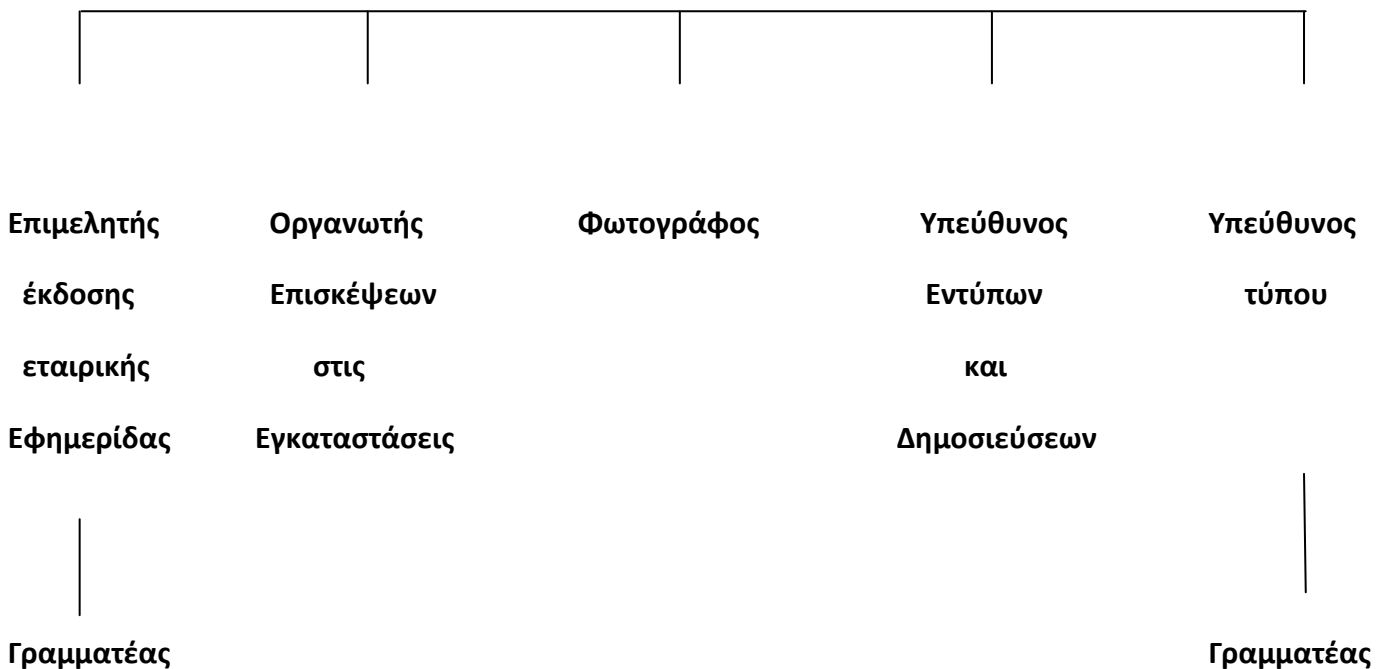 Επιμελητής Οργανωτής Φωτογράφος Υπεύθυνος Υπεύθυνος
έκδοσης Επισκέψεων Εντύπων τύπου
εταιρικής στις και
Εφημερίδας Εγκαταστάσεις Δημοσιεύσεων
Γραμματέας Γραμματέας